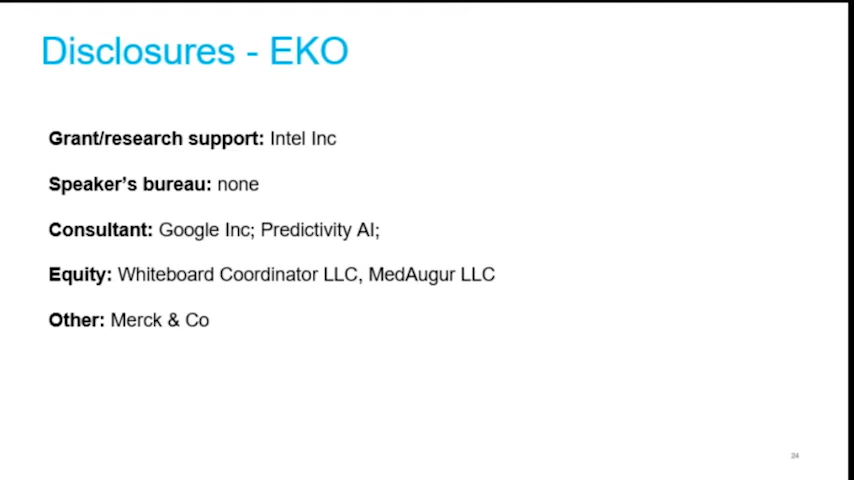 Disclosures - EKO
Grant/research support: Intel Inc
Speaker's bureau: none
Consultant: Google Inc; Predictivity AI;
Equity: Whiteboard Coordinator LLC, MedAugur LLC
Other: Merck & Co
24